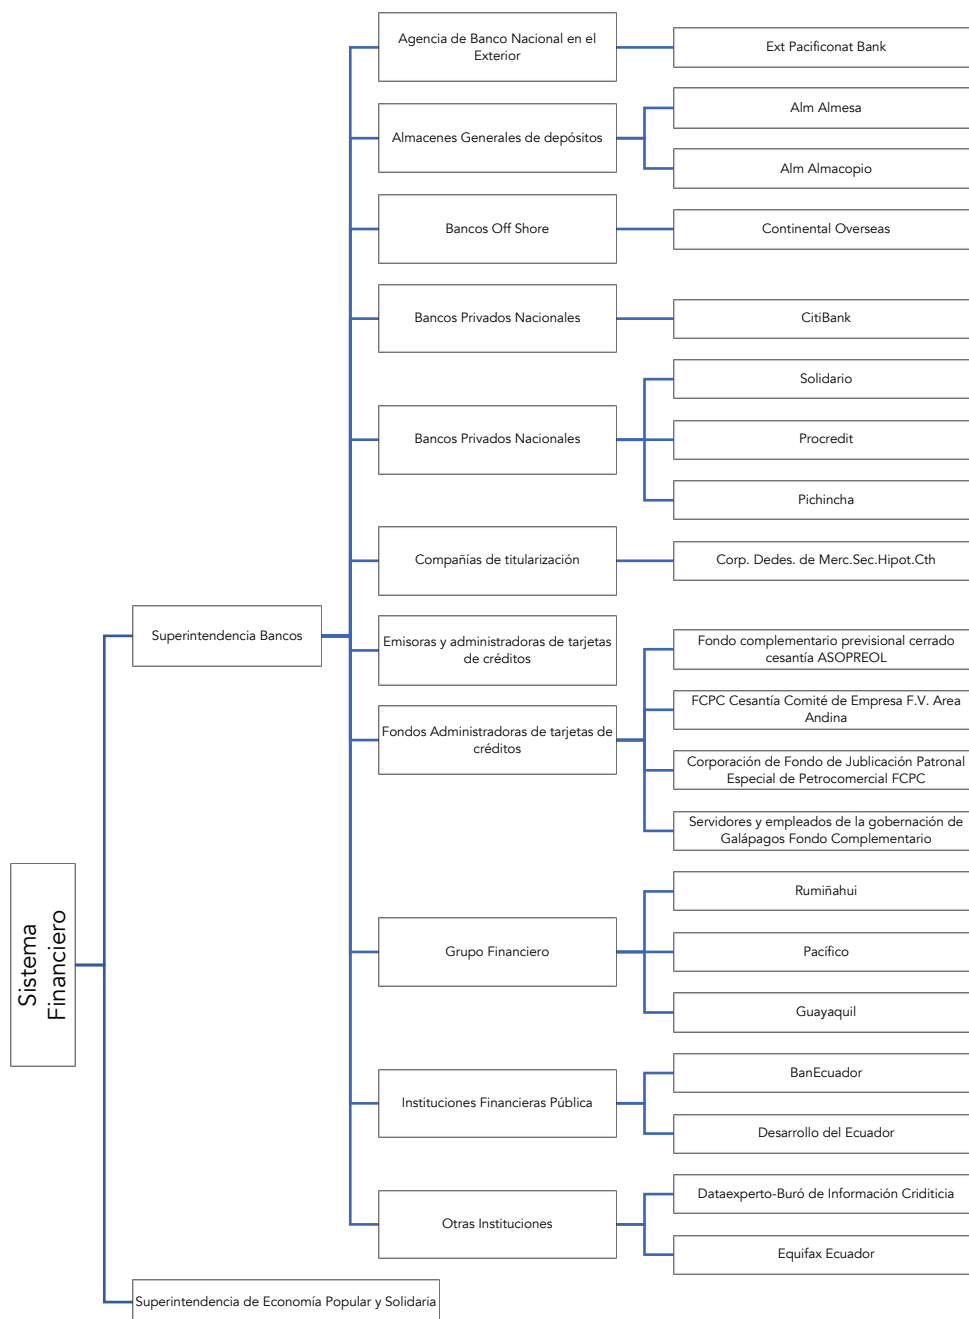 Agencia de Banco Nacional en el
Exterior
Ext Pacificonat Bank
Almacenes Generales de depósitos
Alm Almesa
Alm Almacopio
Bancos Off Shore
Continental Overseas
Bancos Privados Nacionales
CitiBank
Bancos Privados Nacionales
Solidario
Procredit
Pichincha
Compañías de titularización
Corp. Dedes. de Merc.Sec.Hipot.Cth
Superintendencia Bancos
Emisoras y administradoras de tarjetas
de créditos
Fondos Administradoras de tarjetas de
créditos
Fondo complementario previsional cerrado
cesantía ASOPREOL
FCPC Cesantía Comité de Empresa F.V. Area
Andina
Corporación de Fondo de Jublicación Patronal
Especial de Petrocomercial FCPC
Servidores y empleados de la gobernación de
Galápagos Fondo Complementario
Sistema
Financiero
Grupo Financiero
Rumiñahui
Pacífico
Guayaquil
Instituciones Financieras Pública
BanEcuador
Desarrollo del Ecuador
Otras Instituciones
Dataexperto-Buró de Información Criditicia
Equifax Ecuador
Superintendencia de Economía Popular y Solidaria